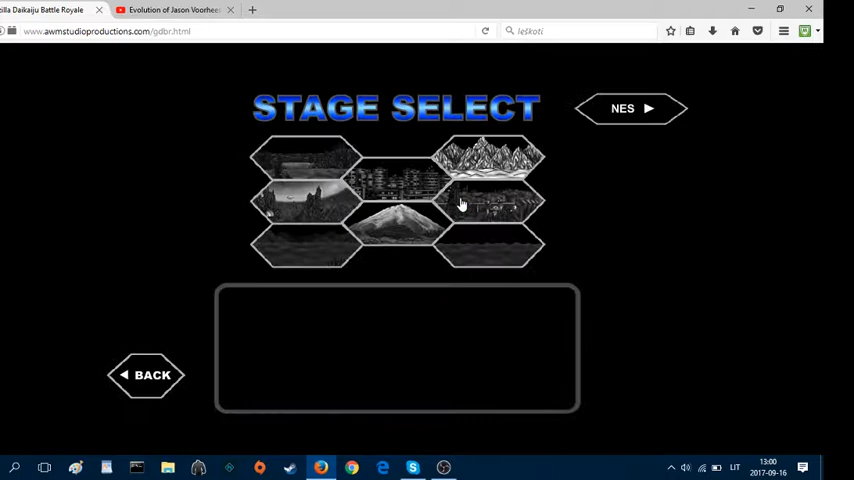 zilla Daikaiju Battle Royale
Evolution of Jason Voorhee
www.awmstudioproductions.com/gdbr.html
Ieškoti
STAGE SELECT
NES
BACK
LIT
13:00
2017-09-16